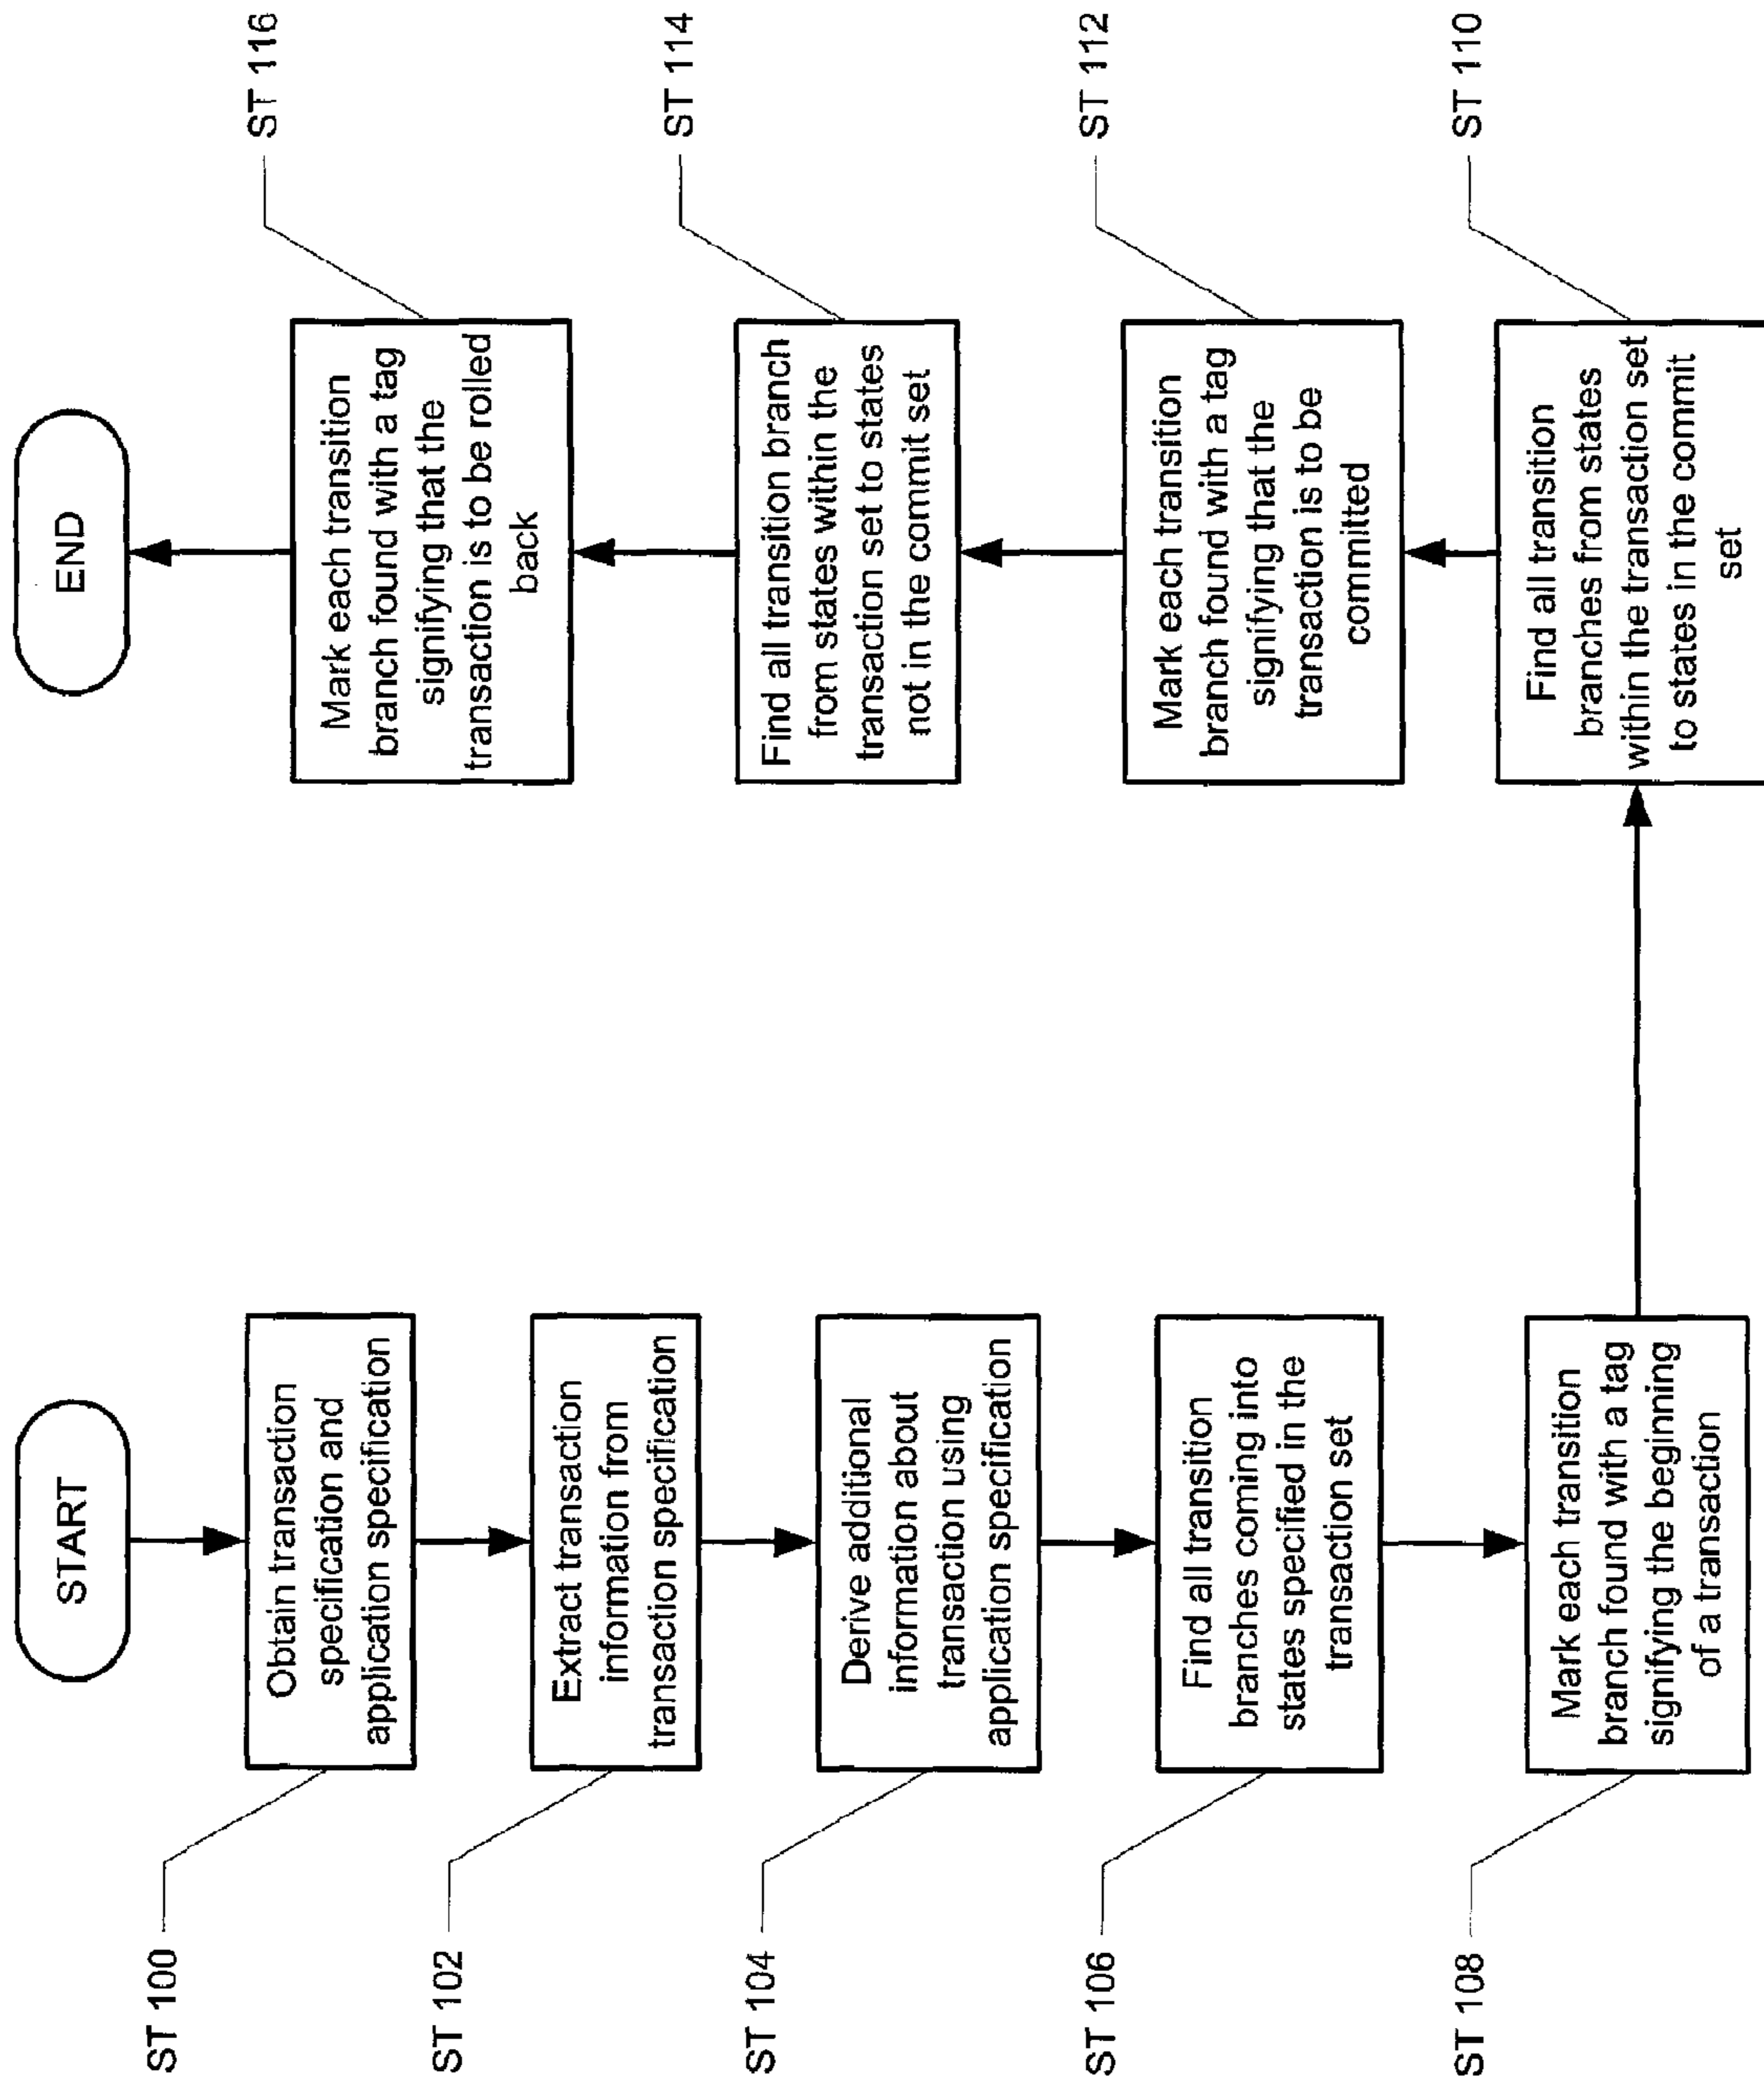 START
ST 100
Obtain transaction
specification and
application specification
ST 102
Extract transaction
information from
transaction specification
ST 104
Derive additional
information about
transaction using
application specification
ST 106
Find all transition
branches coming into
states specified in the
transaction set
ST 108
Mark each transition
branch found with a tag
signifying the beginning
of a transaction
END
Mark each transition
branch found with a tag
signifying that the
transaction is to be rolled
back
ST 116
Find all transition branch
from states within the
transaction set to states
not in the commit set
ST 114
Mark each transition
branch found with a tag
signifying that the
transaction is to be
committed
ST 112
Find all transition
branches from states
within the transaction set
to states in the commit
set
ST 110